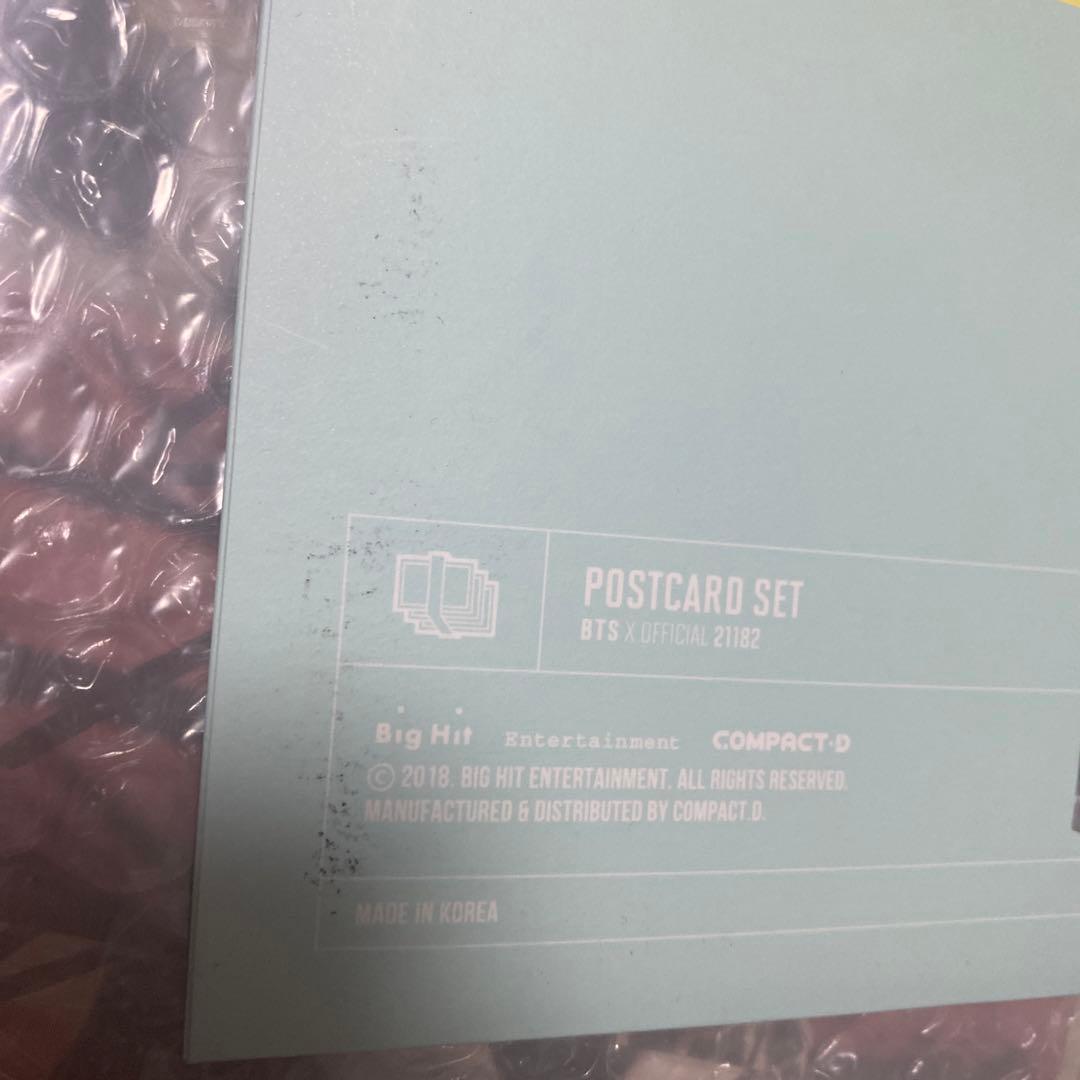 POSTCARD SET
BTS X OFFICIAL 21182
Big Hit Entertainment COMPACT·D
© 2018. BIG HIT ENTERTAINMENT. ALL RIGHTS RESERVED.
MANUFACTURED & DISTRIBUTED BY COMPACT.D.
MADE IN KOREA